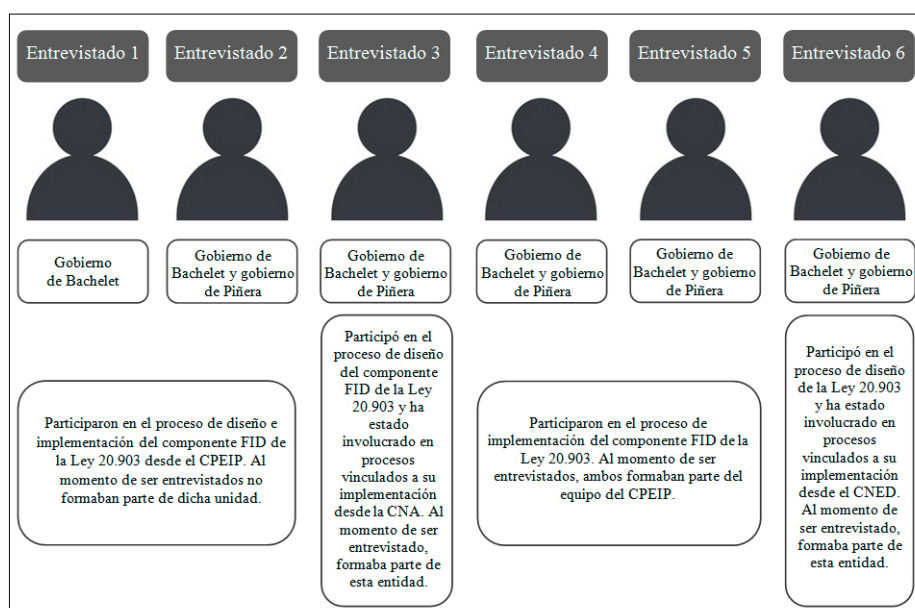 Entrevistado 1
Entrevistado 2
Entrevistado 3
Entrevistado 4
Entrevistado 5
Entrevistado 6
Gobierno
de Bachelet
Gobierno de
Bachelet y gobierno
de Piñera
Gobierno de
Bachelet y gobierno
de Piñera
Gobierno de
Bachelet y gobierno
de Piñera
Gobierno de
Bachelet y gobierno
de Piñera
Gobierno de
Bachelet y gobierno
de Piñera
Participaron en el proceso de diseño e
implementación del componente FID de
la Ley 20.903 desde el CPEIP. Al
momento de ser entrevistados no
formaban parte de dicha unidad.
Participó en el
proceso de diseño
del componente
FID de la Ley
20.903 y ha
estado
involucrado en
procesos
vinculados a su
implementación
desde la CNA. Al
momento de ser
entrevistado,
formaba parte de
esta entidad.
Participaron en el proceso de
implementación del componente FID de la
Ley 20.903. Al momento de ser
entrevistados, ambos formaban parte del
equipo del CPEIP.
Participó en el
proceso de diseño
de la Ley 20.903
y ha estado
involucrado en
procesos
vinculados a su
implementación
desde el CNED.
Al momento de
ser entrevistado,
formaba parte de
esta entidad.